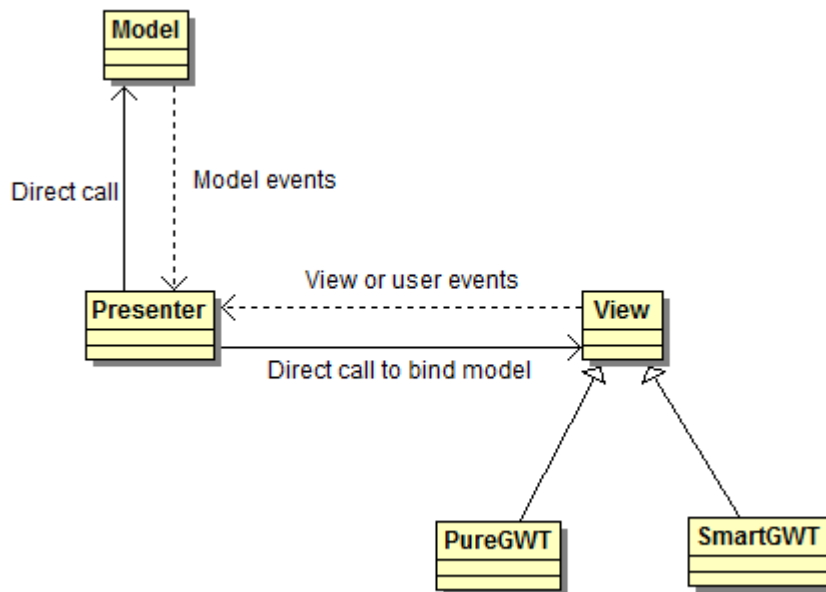 Model
Direct call
Model events
View or user events
Presenter
View
Direct call to bind model
PureGWT
SmartGWT